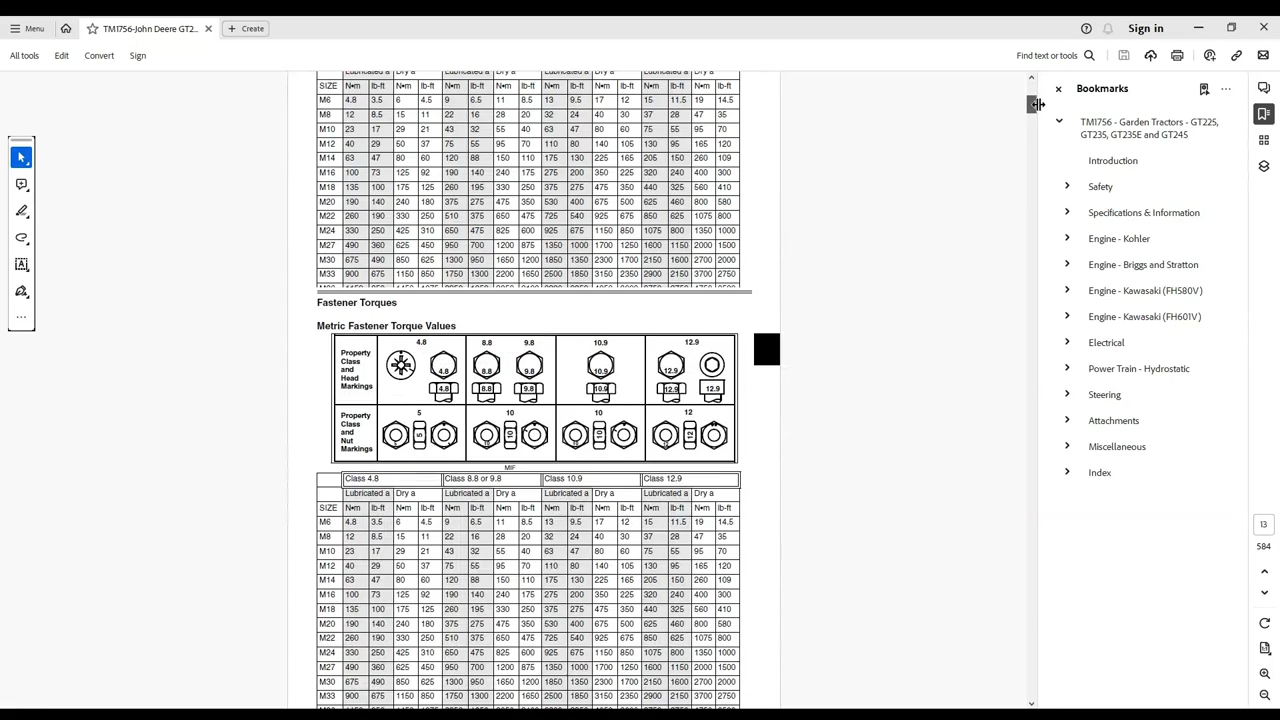 Menu TM1756-John Deere GT2... Create Sign in
All tools Edit Convert Sign Find text or tools
Lubricated a Dry a Lubricated a Dry a Lubricated a Dry a Lubricated a Dry a
SIZE N•m lb-ft N•m lb-ft N•m lb-ft N•m lb-ft N•m lb-ft N•m lb-ft N•m lb-ft N•m lb-ft
M6 4.8 3.5 6 4.5 9 6.5 11 8.5 13 9.5 17 12 15 11.5 19 14.5
M8 12 8.5 15 11 22 16 28 20 32 24 40 30 37 28 47 35
M10 23 17 29 21 43 32 55 40 63 47 80 60 75 55 95 70
M12 40 29 50 37 75 55 95 70 110 80 140 105 130 95 165 120
M14 63 47 80 60 120 88 150 110 175 130 225 165 205 150 260 109
M16 100 73 125 92 190 140 240 175 275 200 350 225 320 240 400 300
M18 135 100 175 125 260 195 330 250 375 275 475 350 440 325 560 410
M20 190 140 240 180 375 275 475 350 530 400 675 500 625 460 800 580
M22 260 190 330 250 510 375 650 475 725 540 925 675 850 625 1075 800
M24 330 250 425 310 650 475 825 600 925 675 1150 850 1075 800 1350 1000
M27 490 360 625 450 950 700 1200 875 1350 1000 1700 1250 1600 1150 2000 1500
M30 675 490 850 625 1300 950 1650 1200 1850 1350 2300 1700 2150 1600 2700 2000
M33 900 675 1150 850 1750 1300 2200 1650 2500 1850 3150 2350 2900 2150 3700 2750
Fastener Torques
Metric Fastener Torque Values
4.8 8.8 9.8 10.9 12.9
Property
Class
and
Head
Markings
4.8 8.8 9.8 10.9 12.9
4.8 8.8 9.8 10.9 12.9 12.9
5 10 10 12
Property
Class
and
Nut
Markings
5 10 10 12
MIF
Class 4.8 Class 8.8 or 9.8 Class 10.9 Class 12.9
Lubricated a Dry a Lubricated a Dry a Lubricated a Dry a Lubricated a Dry a
SIZE N•m lb-ft N•m lb-ft N•m lb-ft N•m lb-ft N•m lb-ft N•m lb-ft N•m lb-ft N•m lb-ft
M6 4.8 3.5 6 4.5 9 6.5 11 8.5 13 9.5 17 12 15 11.5 19 14.5
M8 12 8.5 15 11 22 16 28 20 32 24 40 30 37 28 47 35
M10 23 17 29 21 43 32 55 40 63 47 80 60 75 55 95 70
M12 40 29 50 37 75 55 95 70 110 80 140 105 130 95 165 120
M14 63 47 80 60 120 88 150 110 175 130 225 165 205 150 260 109
M16 100 73 125 92 190 140 240 175 275 200 350 225 320 240 400 300
M18 135 100 175 125 260 195 330 250 375 275 475 350 440 325 560 410
M20 190 140 240 180 375 275 475 350 530 400 675 500 625 460 800 580
M22 260 190 330 250 510 375 650 475 725 540 925 675 850 625 1075 800
M24 330 250 425 310 650 475 825 600 925 675 1150 850 1075 800 1350 1000
M27 490 360 625 450 950 700 1200 875 1350 1000 1700 1250 1600 1150 2000 1500
M30 675 490 850 625 1300 950 1650 1200 1850 1350 2300 1700 2150 1600 2700 2000
M33 900 675 1150 850 1750 1300 2200 1650 2500 1850 3150 2350 2900 2150 3700 2750
Bookmarks
TM1756 - Garden Tractors - GT225,
GT235, GT235E and GT245
Introduction
Safety
Specifications & Information
Engine - Kohler
Engine - Briggs and Stratton
Engine - Kawasaki (FH580V)
Engine - Kawasaki (FH601V)
Electrical
Power Train - Hydrostatic
Steering
Attachments
Miscellaneous
Index
13
584